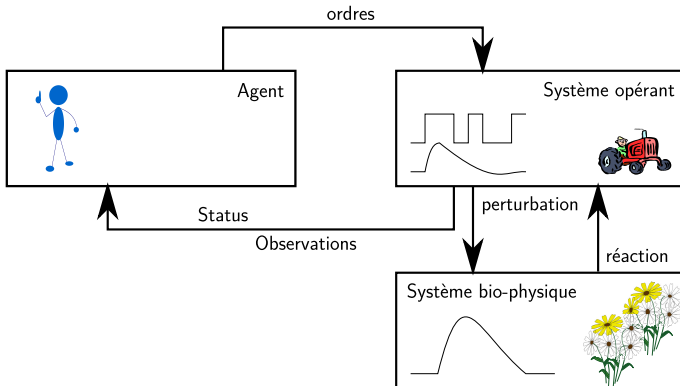 ordres
Agent
Système opérant
Status
Observations
perturbation
réaction
Système bio-physique